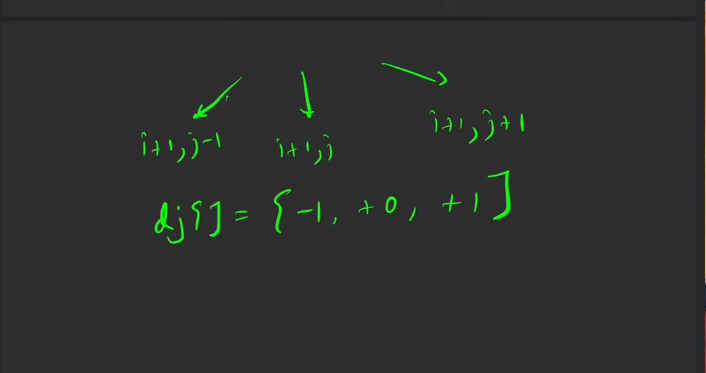 i+1, j-1    i+1, j    i+1, j+1
dj[] = {-1, +0, +1]